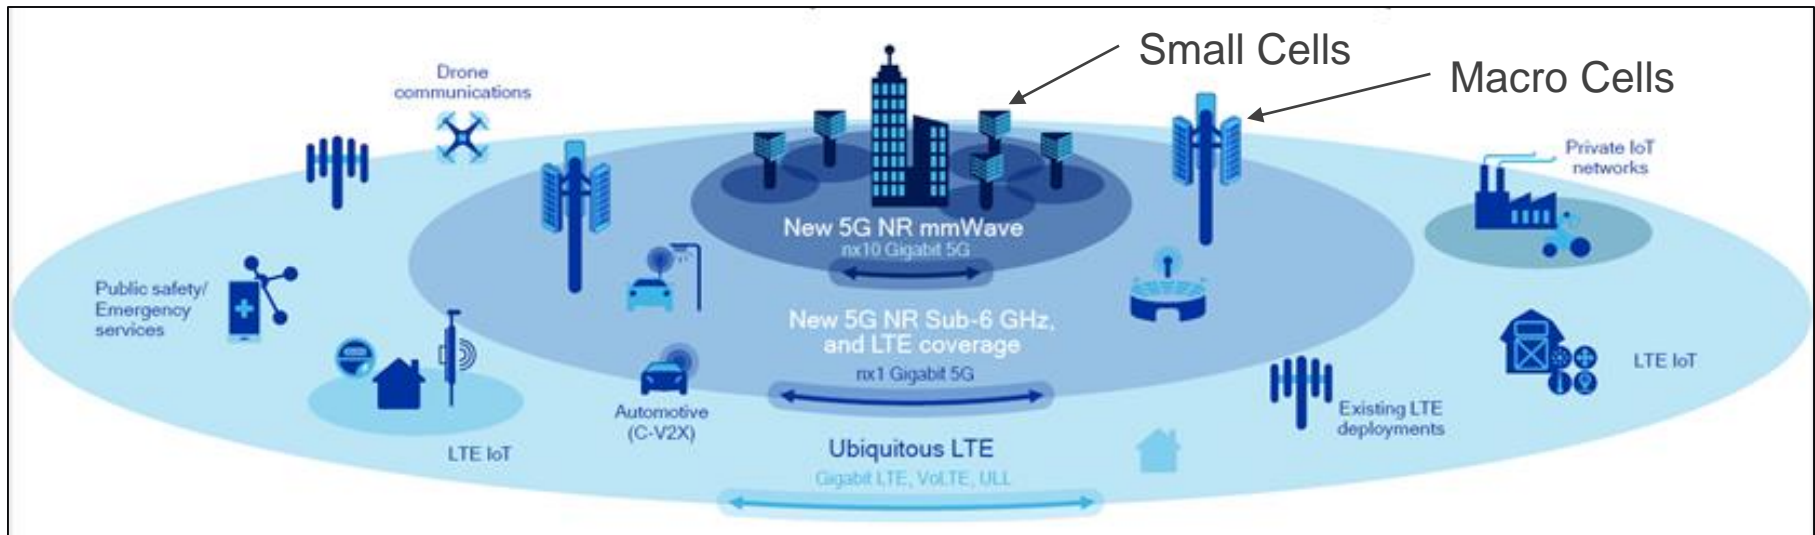 Small Cells
Macro Cells
Drone
communications
Private IoT
networks
New 5G NR mmWave
nx10 Gigabit 5G
Public safety/
Emergency
services
New 5G NR Sub-6 GHz,
and LTE coverage
nx1 Gigabit 5G
LTE IoT
Automotive
(C-V2X)
Existing LTE
deployments
LTE IoT
Ubiquitous LTE
Gigabit LTE, VoLTE, ULL